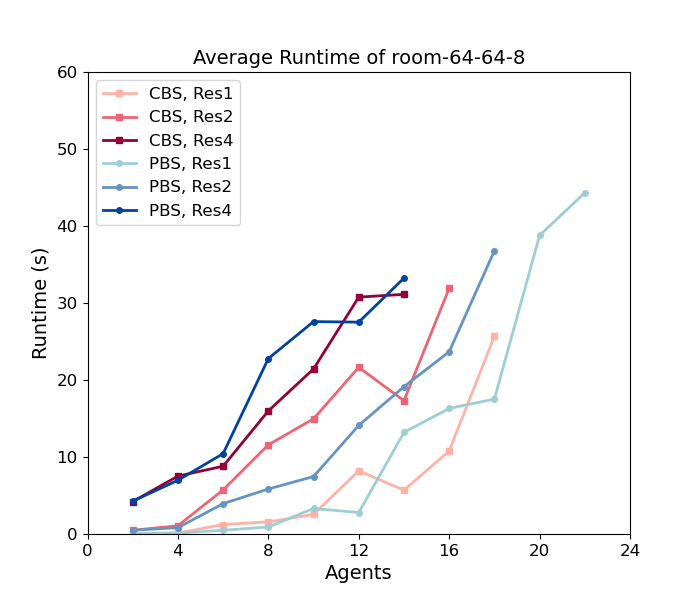 Average Runtime of room-64-64-8
60
50
40
30
20
10
0
Runtime (s)
CBS, Res1
CBS, Res2
CBS, Res4
PBS, Res1
PBS, Res2
PBS, Res4
0 4 8 12 16 20 24
Agents